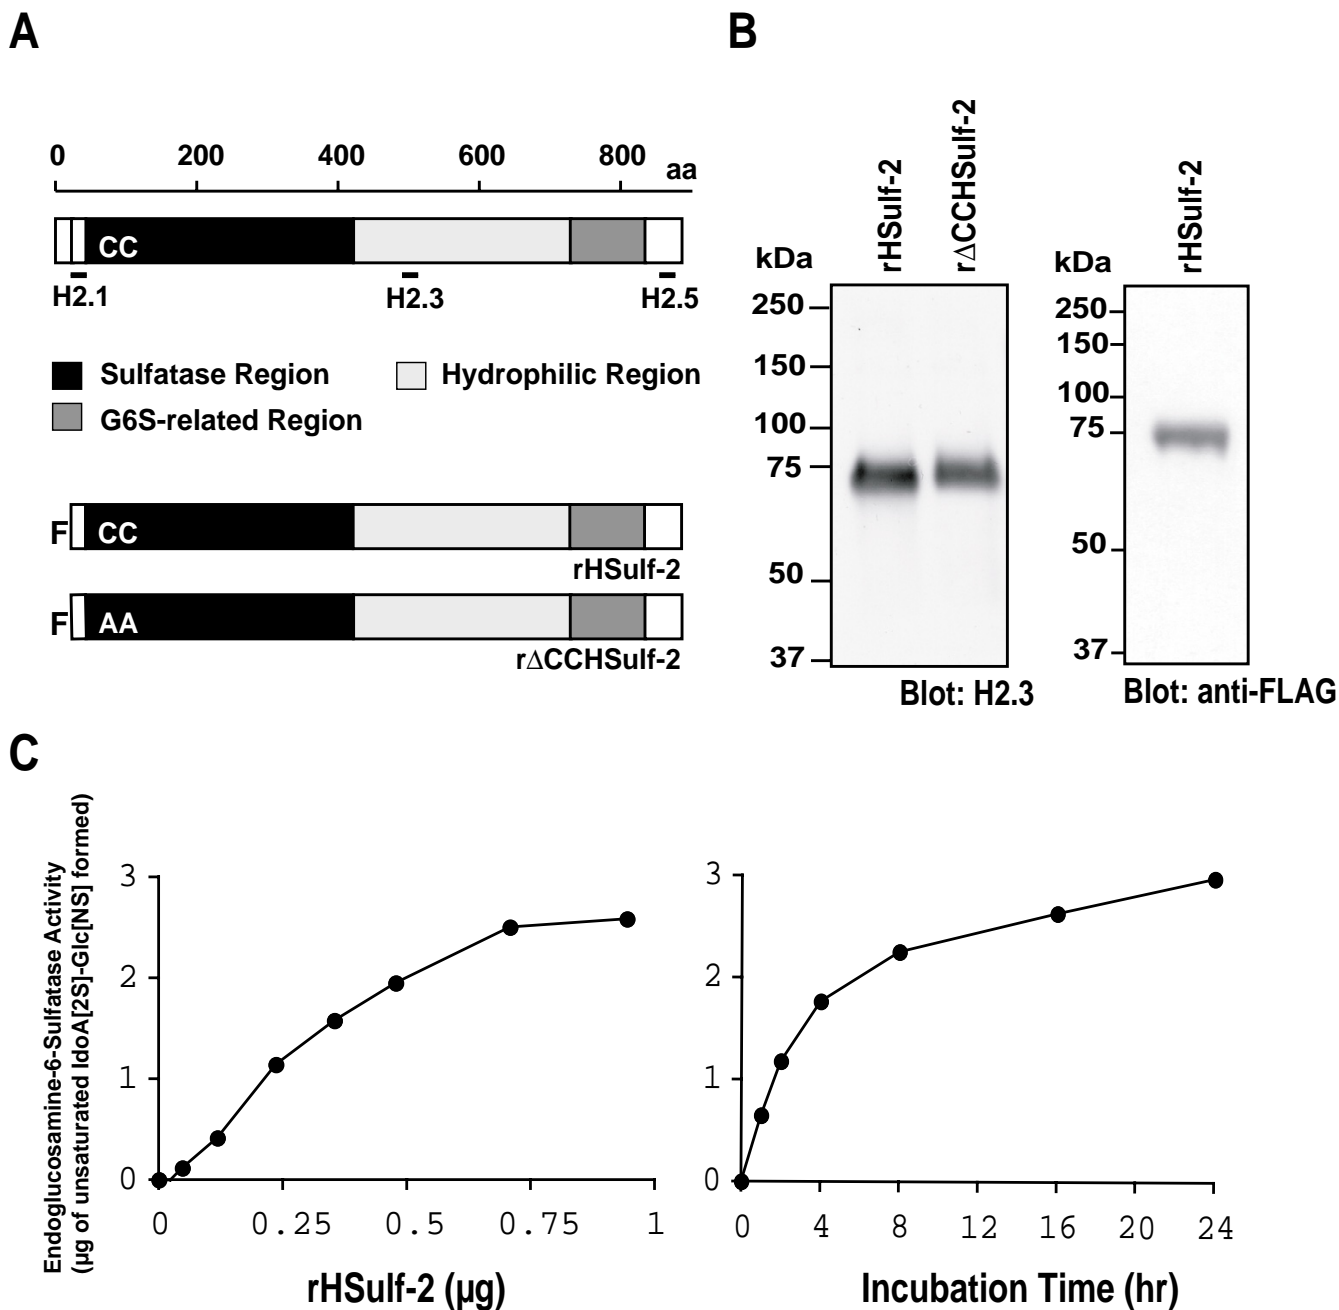 A
0 200 400 600 800 aa
CC
H2.1 H2.3 H2.5
Sulfatase Region
Hydrophilic Region
G6S-related Region
F CC
rHSulf-2
F AA
r∆CCHSulf-2
B
rHSulf-2
r∆CCHSulf-2
kDa
250
150
100
75
50
37
Blot: H2.3
rHSulf-2
kDa
250
150
100
75
50
37
Blot: anti-FLAG
C
Endoglucosamine-6-Sulfatase Activity
(µg of unsaturated IdoA[2S]-Glc[NS] formed)
3
2
1
0
0 0.25 0.5 0.75 1
rHSulf-2 (µg)
3
2
1
0
0 4 8 12 16 20 24
Incubation Time (hr)